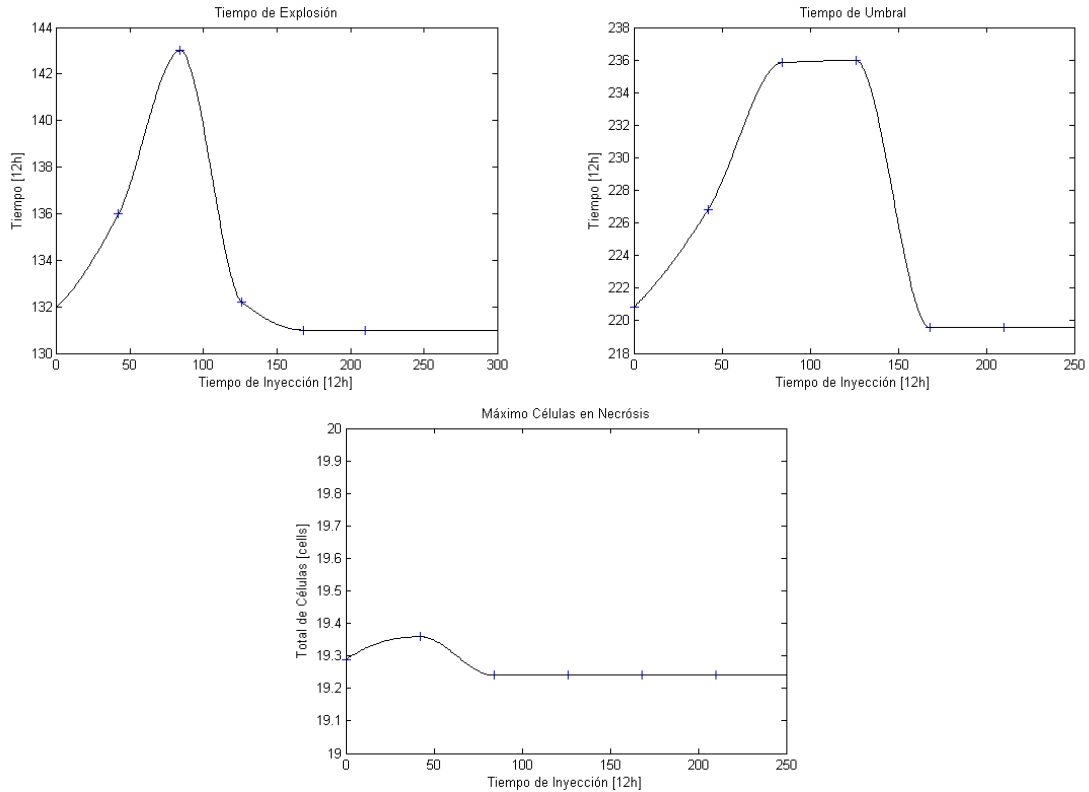 Tiempo de Explosión
144
142
140
138
136
134
132
130
0 50 100 150 200 250 300
Tiempo [12h]
Tiempo de Inyección [12h]
Tiempo de Umbral
238
236
234
232
230
228
226
224
222
220
218
0 50 100 150 200 250
Tiempo [12h]
Tiempo de Inyección [12h]
Máximo Células en Necrósis
20
19.9
19.8
19.7
19.6
19.5
19.4
19.3
19.2
19.1
19
0 50 100 150 200 250
Total de Células [cells]
Tiempo de Inyección [12h]